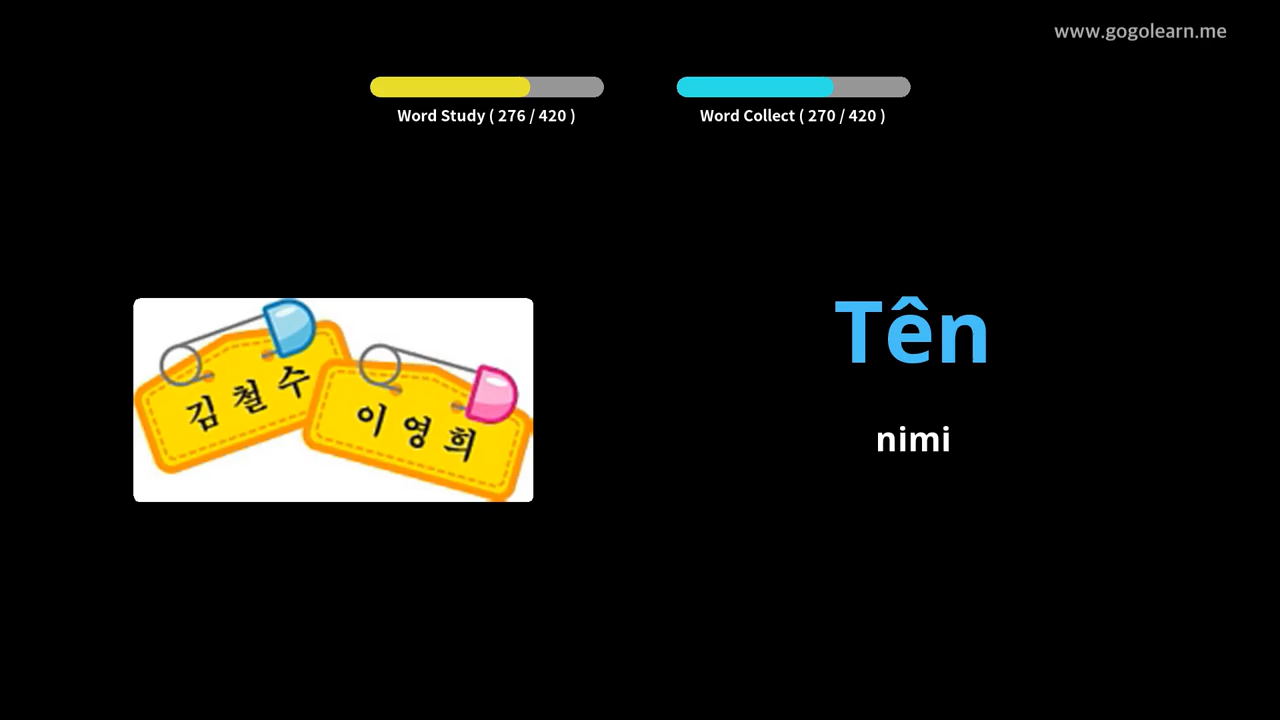 www.gogolearn.me
Word Study ( 276 / 420 )
Word Collect ( 270 / 420 )
김철수
이영희
Tên
nimi